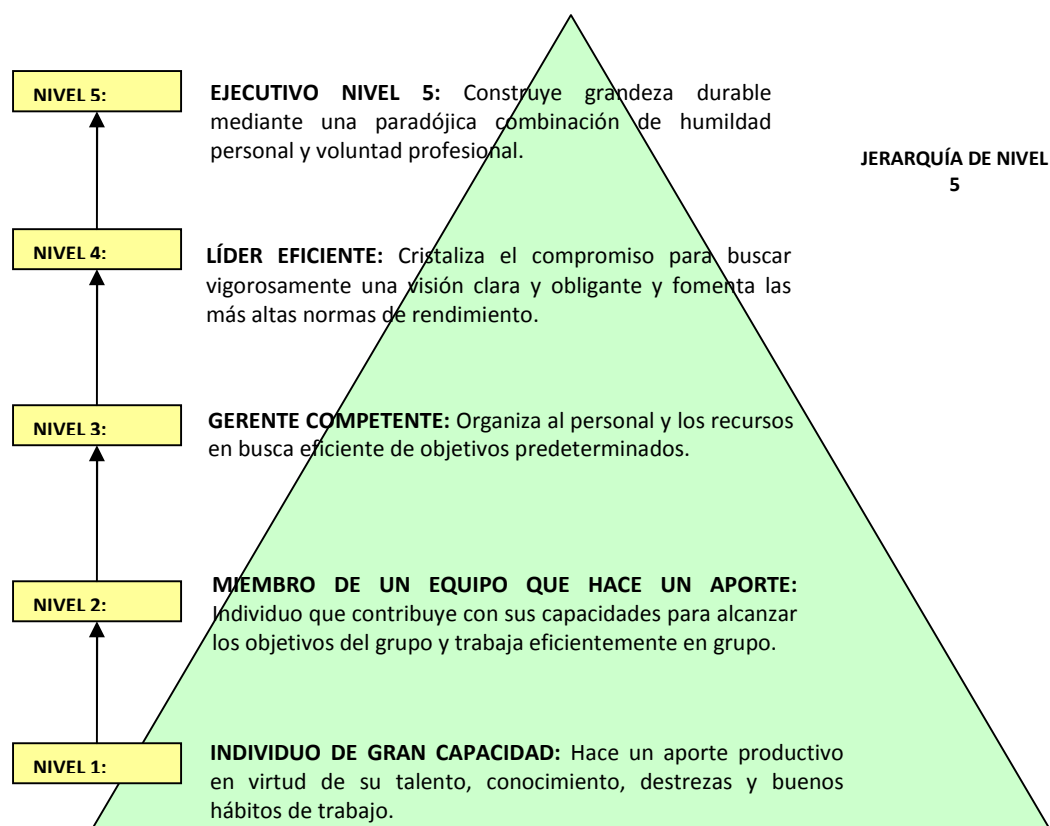 NIVEL 5:
EJECUTIVO NIVEL 5: Construye grandeza durable
mediante una paradójica combinación de humildad
personal y voluntad profesional.
JERARQUÍA DE NIVEL
5
NIVEL 4:
LÍDER EFICIENTE: Cristaliza el compromiso para buscar
vigorosamente una visión clara y obligante y fomenta las
más altas normas de rendimiento.
NIVEL 3:
GERENTE COMPETENTE: Organiza al personal y los recursos
en busca eficiente de objetivos predeterminados.
NIVEL 2:
MIEMBRO DE UN EQUIPO QUE HACE UN APORTE:
Individuo que contribuye con sus capacidades para alcanzar
los objetivos del grupo y trabaja eficientemente en grupo.
NIVEL 1:
INDIVIDUO DE GRAN CAPACIDAD: Hace un aporte productivo
en virtud de su talento, conocimiento, destrezas y buenos
hábitos de trabajo.